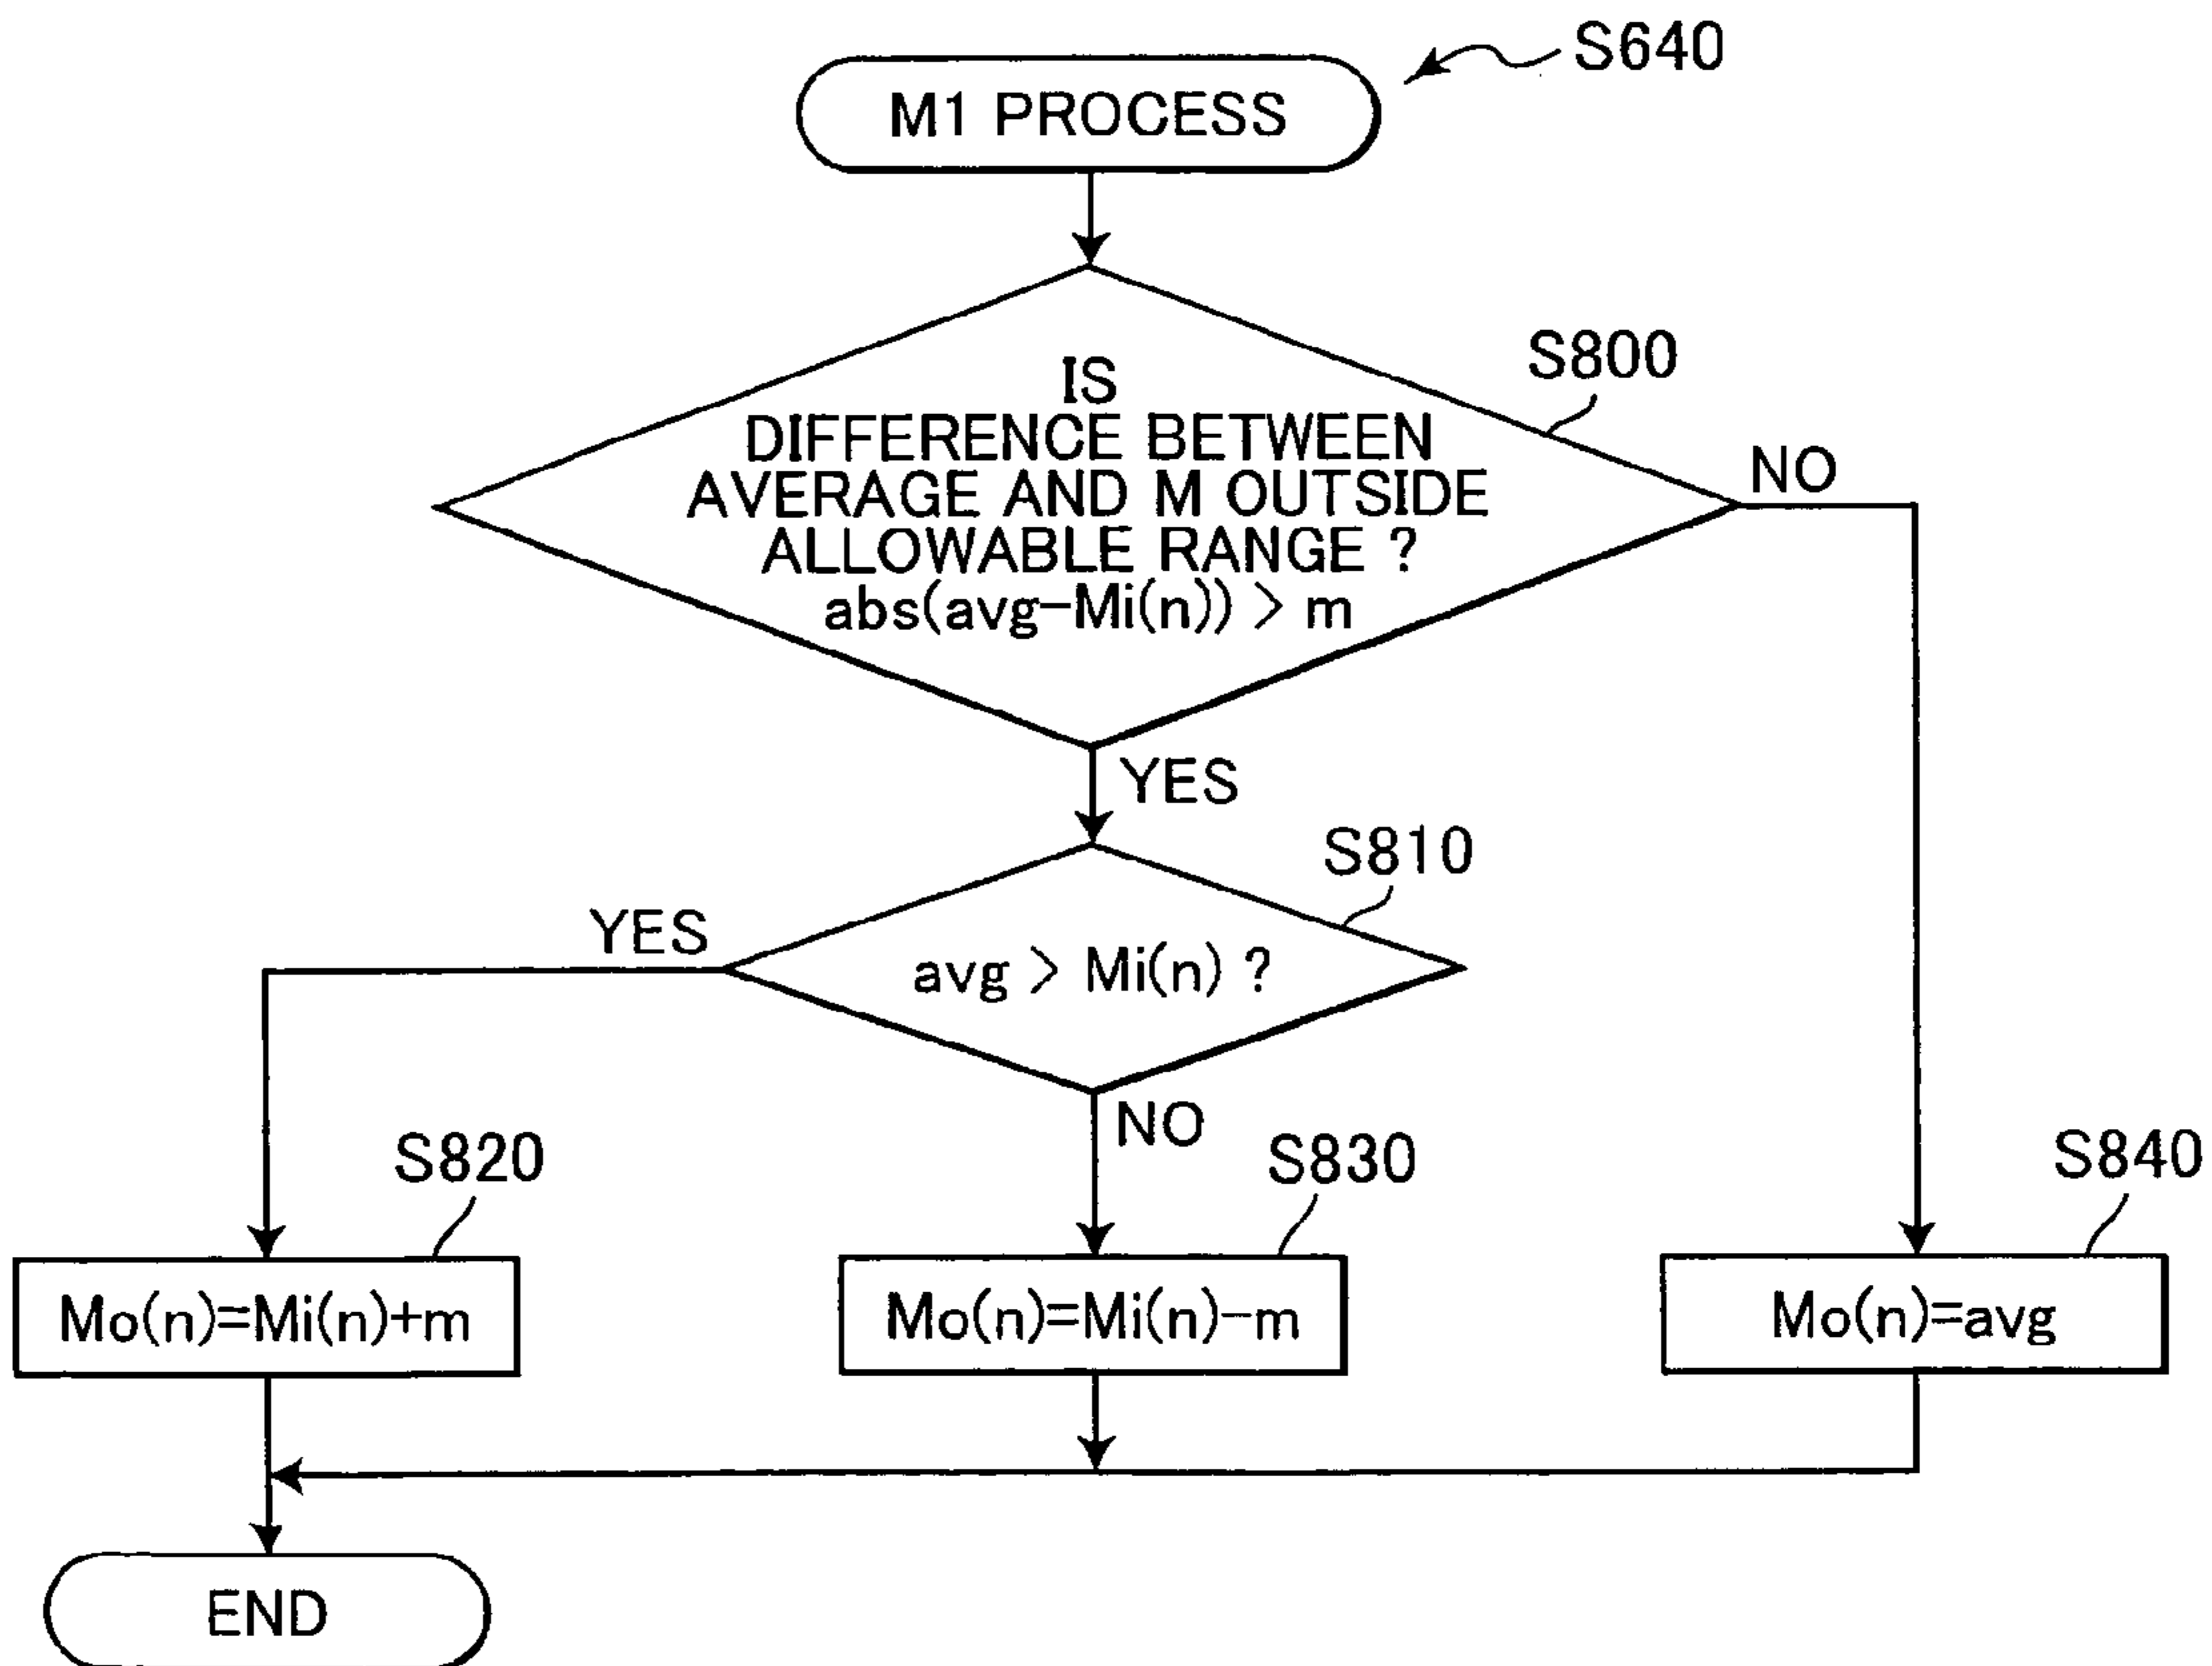 S640
M1 PROCESS
S800
IS
DIFFERENCE BETWEEN
AVERAGE AND M OUTSIDE
ALLOWABLE RANGE ?
abs(avg-Mi(n)) > m
NO
YES
S810
YES
avg > Mi(n) ?
NO
S820
S830
S840
Mo(n)=Mi(n)+m
Mo(n)=Mi(n)-m
Mo(n)=avg
END